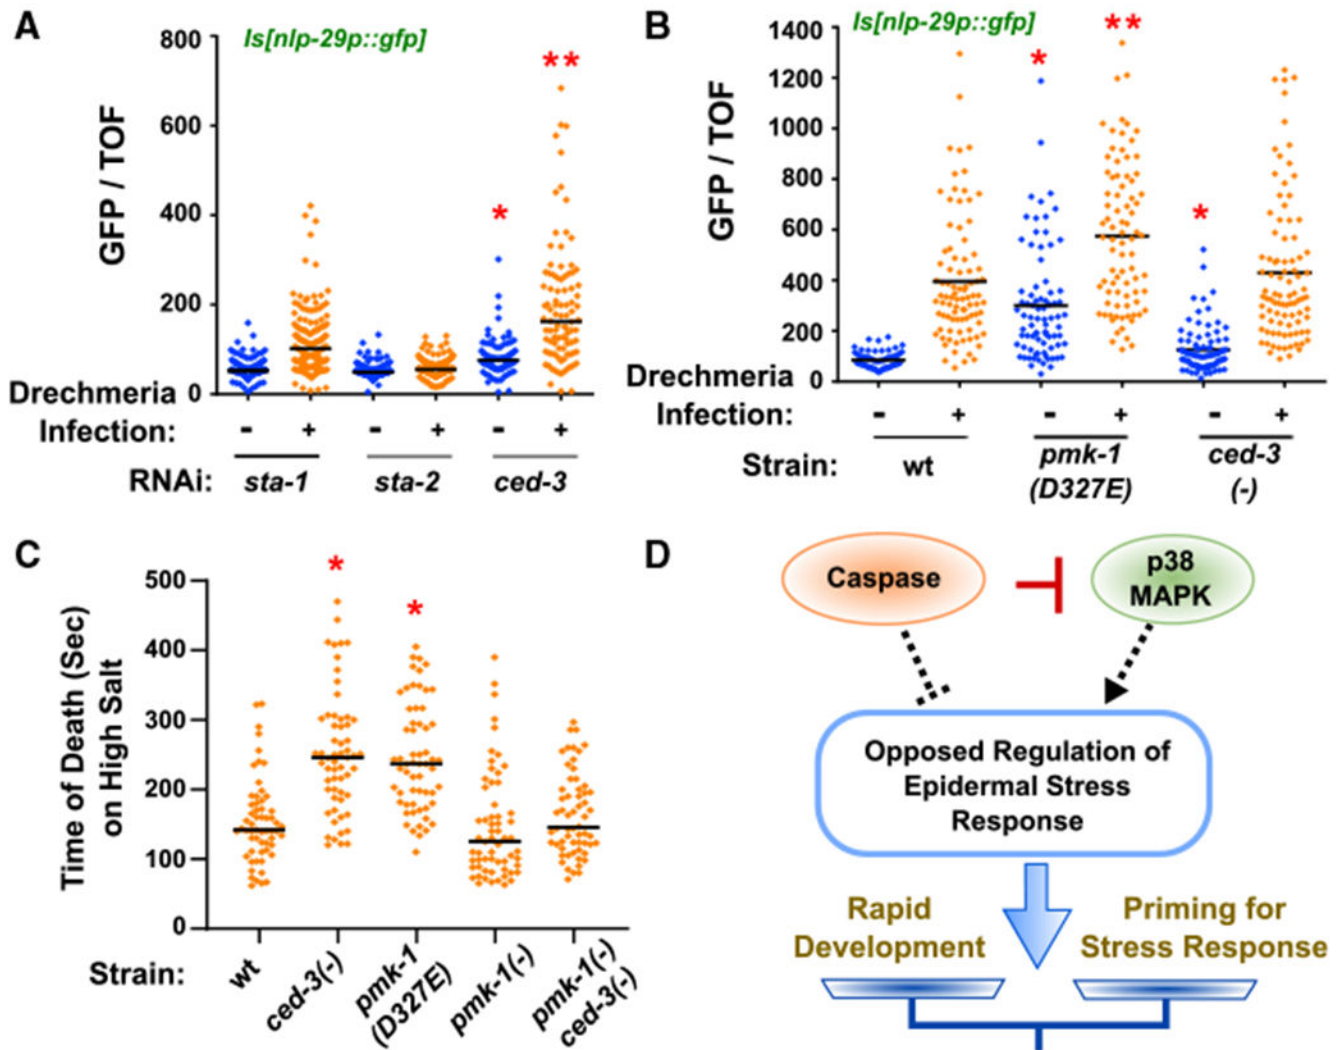 A
Is[nlp-29p::gfp]
GFP / TOF
800
600
400
200
0
*
**
Drechmeria
Infection:
- + - + - +
RNAi: sta-1 sta-2 ced-3
B
Is[nlp-29p::gfp]
GFP / TOF
1400
1200
1000
800
600
400
200
0
*
**
*
Drechmeria
Infection:
- + - + - +
Strain: wt pmk-1 ced-3
(D327E) (-)
C
Time of Death (Sec)
on High Salt
500
400
300
200
100
0
*
*
Strain:
wt
ced-3(-)
pmk-1
(D327E)
pmk-1(-)
pmk-1(-)
ced-3(-)
D
Caspase
p38
MAPK
Opposed Regulation of
Epidermal Stress
Response
Rapid
Development
Priming for
Stress Response